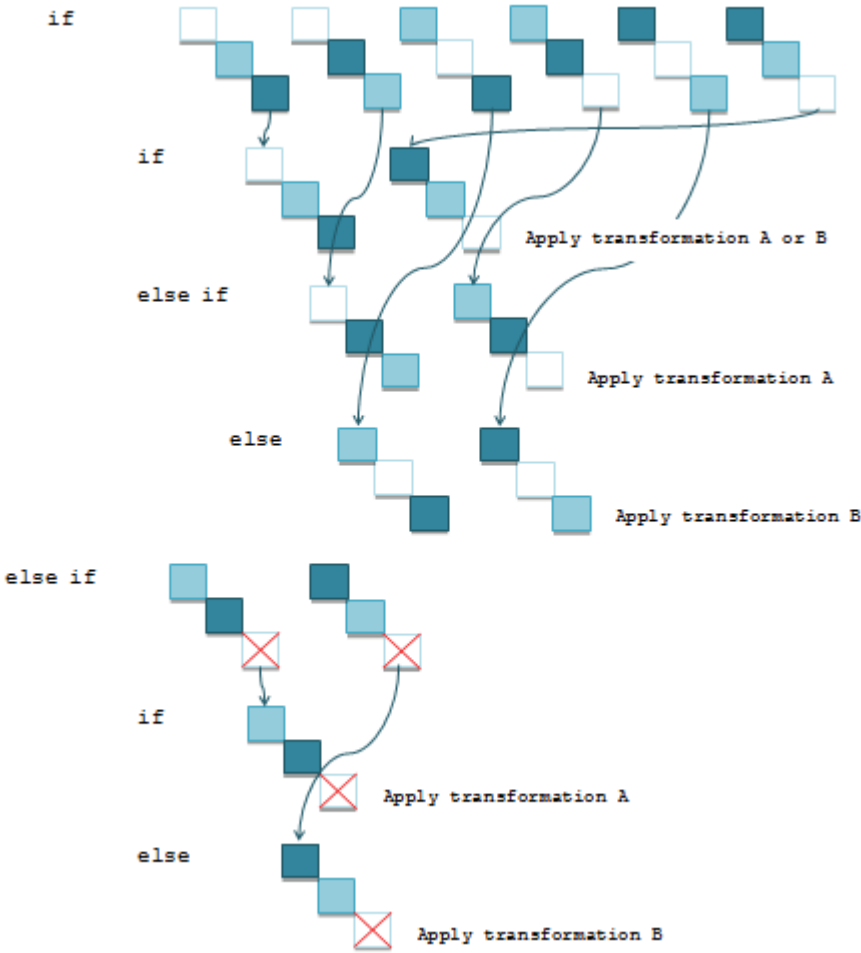 if
if
Apply transformation A or B
else if
Apply transformation A
else
Apply transformation B
else if
if
Apply transformation A
else
Apply transformation B